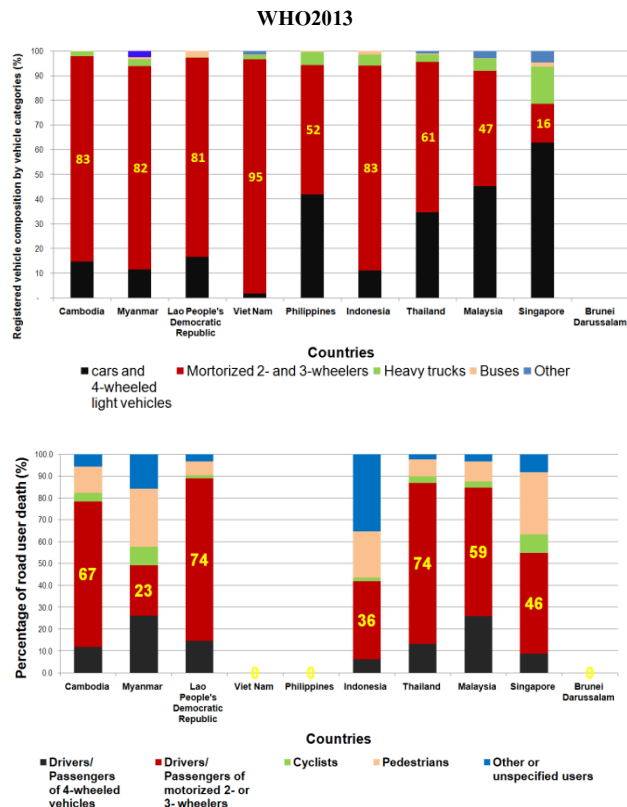 WHO2013
Registered vehicle composition by vehicle categories (%)
100
90
80
70
60
50
40
30
20
10
-
83
82
81
95
52
83
61
47
16
Cambodia Myanmar Lao People's Democratic Republic Viet Nam Philippines Indonesia Thailand Malaysia Singapore Brunei Darussalam
Countries
cars and 4-wheeled light vehicles
Mortorized 2- and 3-wheelers
Heavy trucks
Buses
Other
Percentage of road user death (%)
100.0
90.0
80.0
70.0
60.0
50.0
40.0
30.0
20.0
10.0
0.0
67
23
74
0
0
36
74
59
46
0
Cambodia Myanmar Lao People's Democratic Republic Viet Nam Philippines Indonesia Thailand Malaysia Singapore Brunei Darussalam
Countries
Drivers/ Passengers of 4-wheeled vehicles
Drivers/ Passengers of motorized 2- or 3- wheelers
Cyclists
Pedestrians
Other or unspecified users